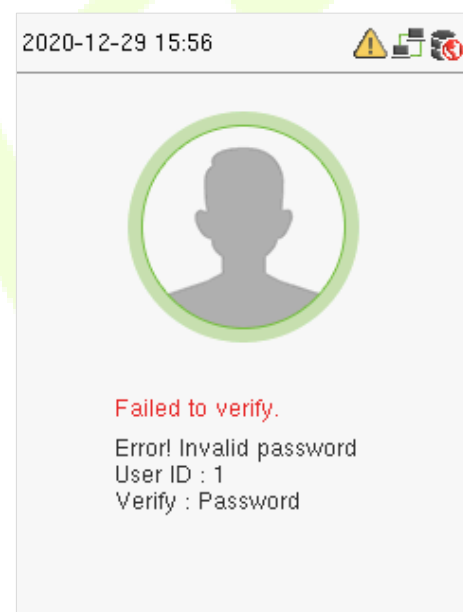 2020-12-29 15:56
Failed to verify.
Error! Invalid password
User ID : 1
Verify : Password